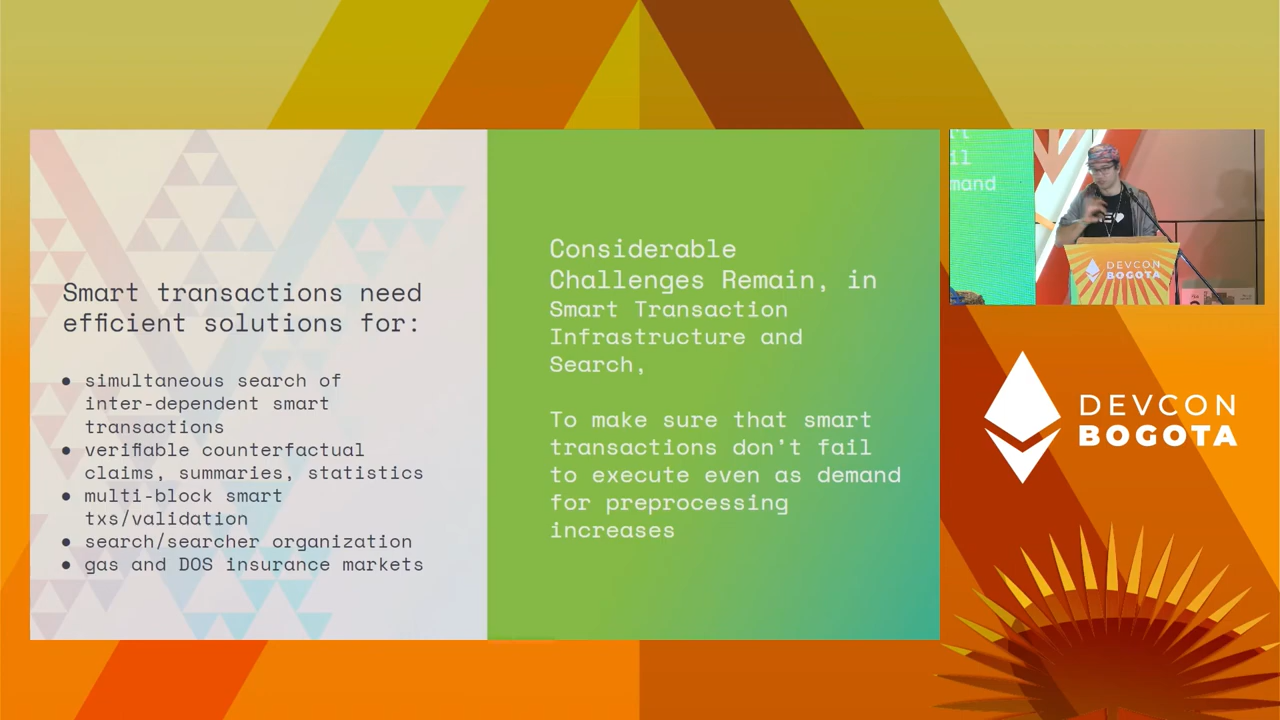 Smart transactions need
efficient solutions for:
● simultaneous search of
inter-dependent smart
transactions
● verifiable counterfactual
claims, summaries, statistics
● multi-block smart
txs/validation
● search/searcher organization
● gas and DOS insurance markets
Considerable
Challenges Remain, in
Smart Transaction
Infrastructure and
Search,
To make sure that smart
transactions don't fail
to execute even as demand
for preprocessing
increases
mand
DEVCON
BOGOTA
DEVCON
BOGOTA